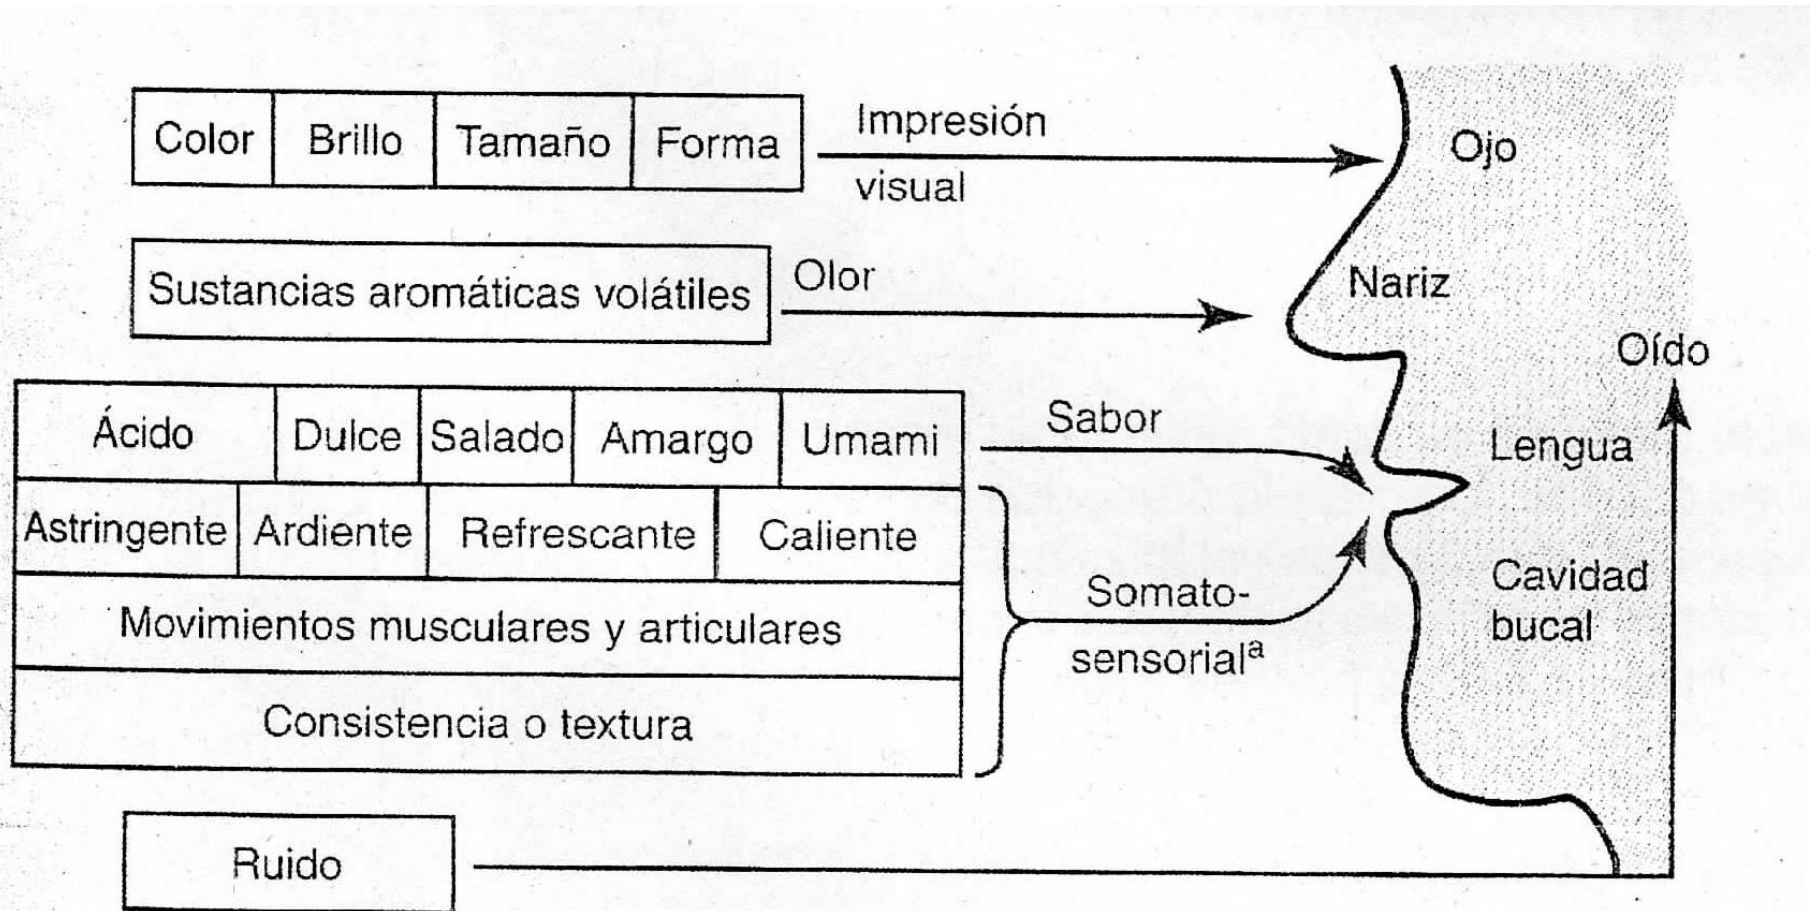 Color Brillo Tamaño Forma
Impresión
visual
Ojo
Sustancias aromáticas volátiles
Olor
Nariz
Oído
Ácido Dulce Salado Amargo Umami
Sabor
Lengua
Astringente Ardiente Refrescante Caliente
Movimientos musculares y articulares
Consistencia o textura
Somato-
sensorialª
Cavidad
bucal
Ruido